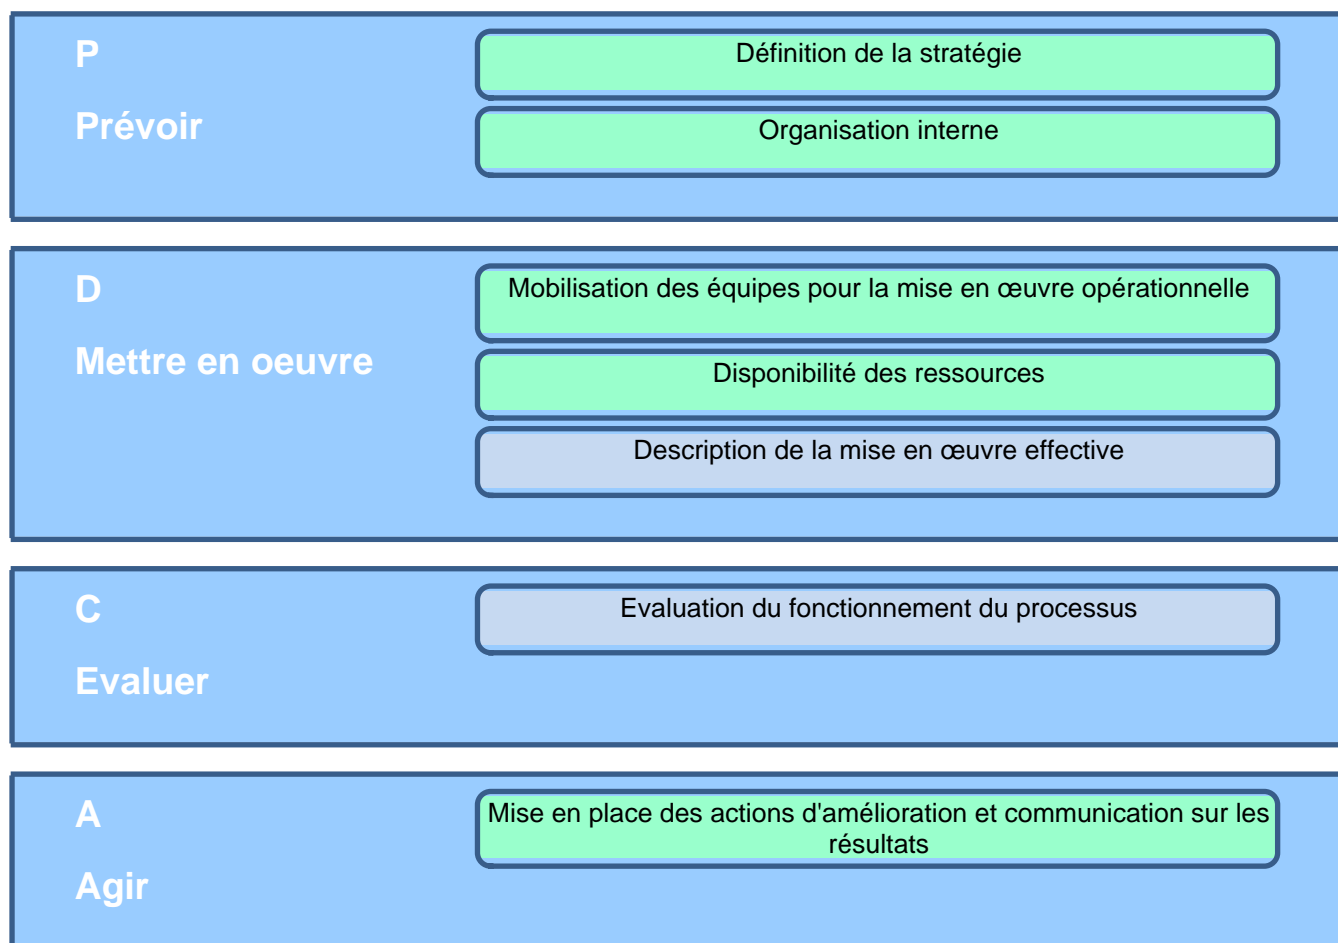 P
Prévoir
Définition de la stratégie
Organisation interne
D
Mettre en oeuvre
Mobilisation des équipes pour la mise en œuvre opérationnelle
Disponibilité des ressources
Description de la mise en œuvre effective
C
Evaluer
Evaluation du fonctionnement du processus
A
Agir
Mise en place des actions d'amélioration et communication sur les
résultats